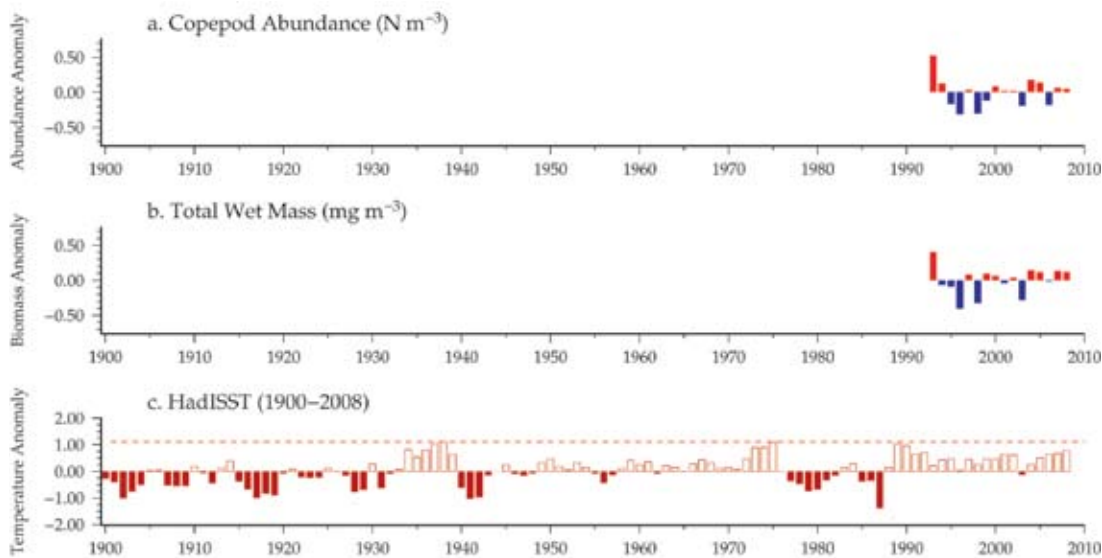 a. Copepod Abundance (N m⁻³)
Abundance Anomaly
0.50
0.00
−0.50
1900 1910 1920 1930 1940 1950 1960 1970 1980 1990 2000 2010
b. Total Wet Mass (mg m⁻³)
Biomass Anomaly
0.50
0.00
−0.50
1900 1910 1920 1930 1940 1950 1960 1970 1980 1990 2000 2010
c. HadISST (1900–2008)
Temperature Anomaly
2.00
1.00
0.00
−1.00
−2.00
1900 1910 1920 1930 1940 1950 1960 1970 1980 1990 2000 2010